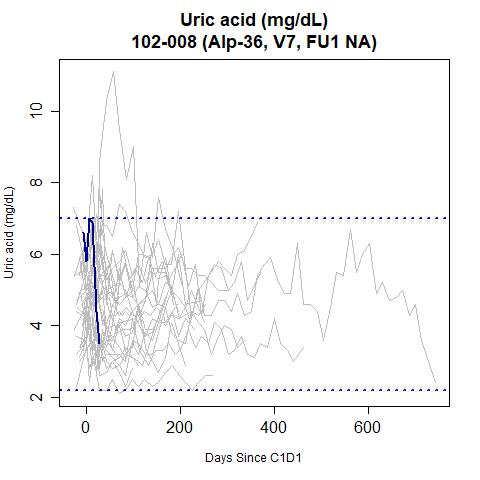 Uric acid (mg/dL)
102-008 (Alp-36, V7, FU1 NA)
Uric acid (mg/dL)
10
8
6
4
2
0
200
400
600
Days Since C1D1